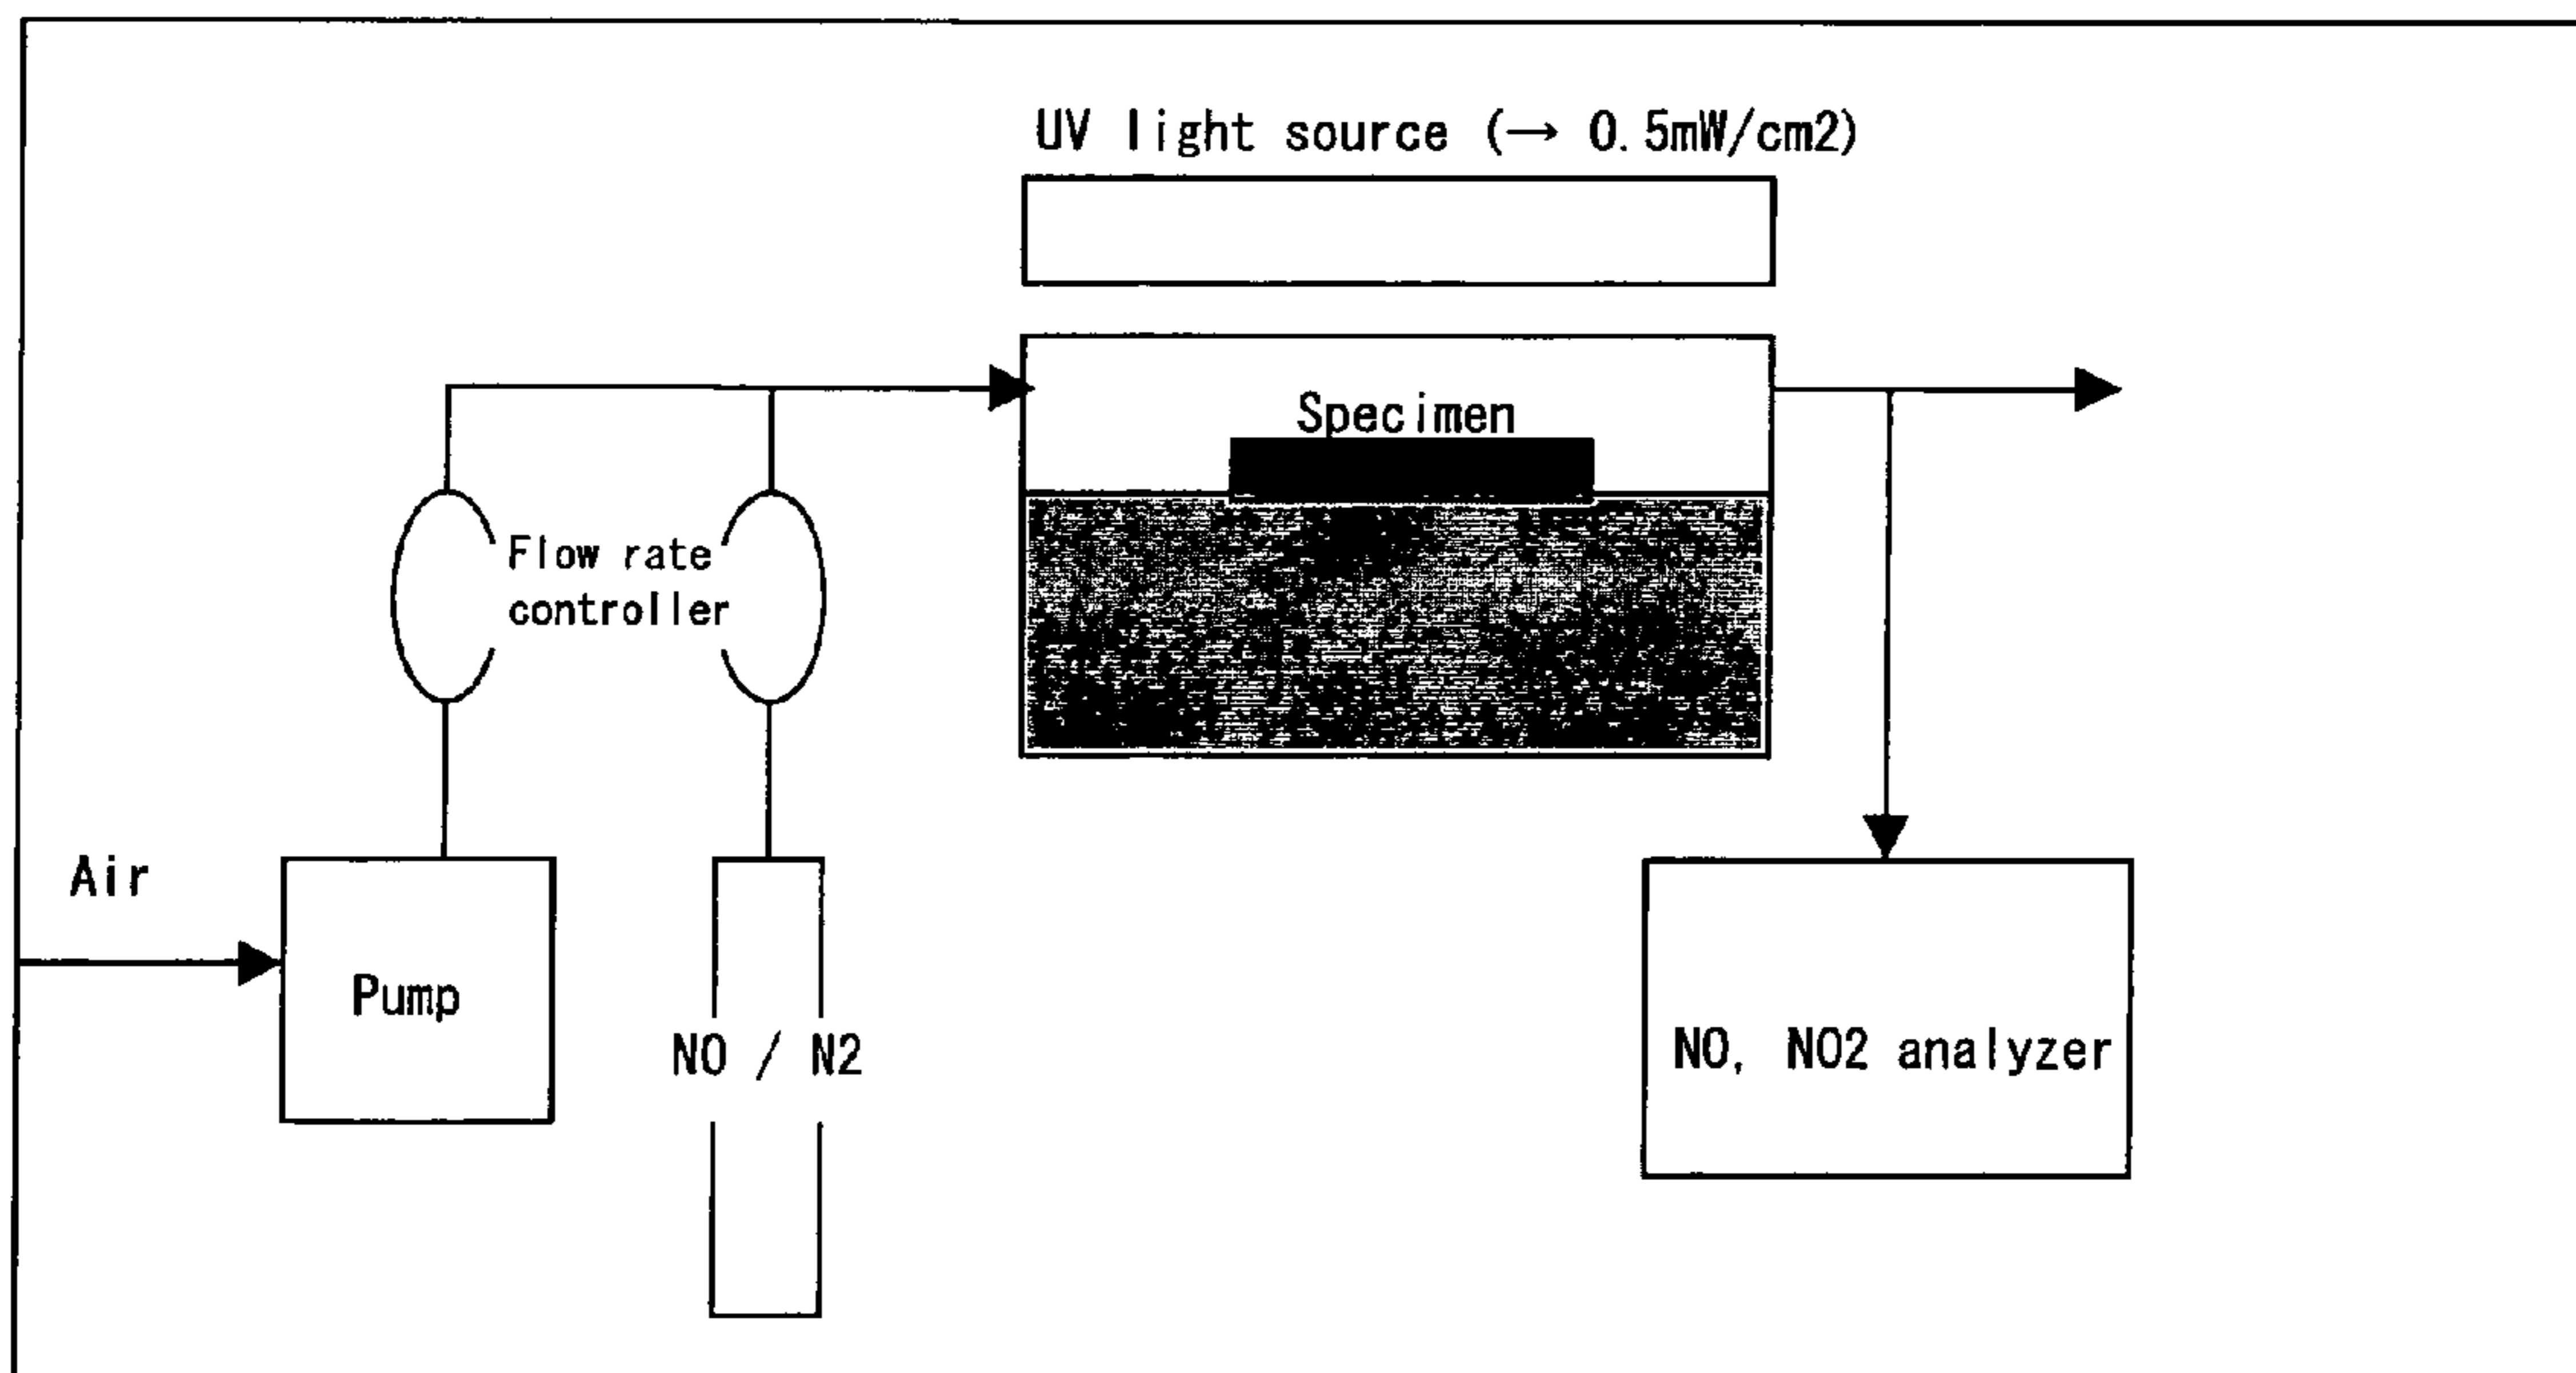 UV light source (→ 0.5mW/cm2)
Specimen
Flow rate
controller
Air
Pump
NO / N2
NO, NO2 analyzer